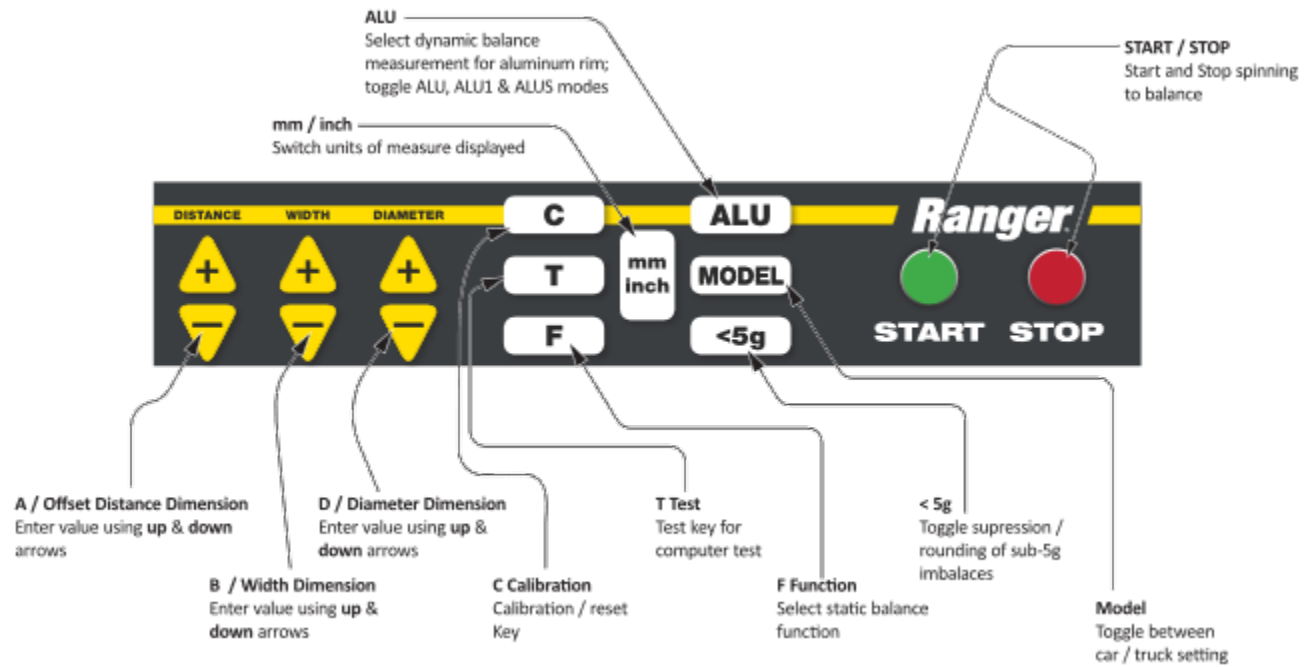 ALU
Select dynamic balance
measurement for aluminum rim;
toggle ALU, ALU1 & ALUS modes
START / STOP
Start and Stop spinning
to balance
mm / inch
Switch units of measure displayed
DISTANCE
WIDTH
DIAMETER
C
ALU
Ranger
+
+
+
T
mm
inch
MODEL
−
−
−
F
<5g
START
STOP
A / Offset Distance Dimension
Enter value using up & down
arrows
D / Diameter Dimension
Enter value using up &
down arrows
T Test
Test key for
computer test
< 5g
Toggle supression /
rounding of sub-5g
imbalaces
B / Width Dimension
Enter value using up &
down arrows
C Calibration
Calibration / reset
Key
F Function
Select static balance
function
Model
Toggle between
car / truck setting